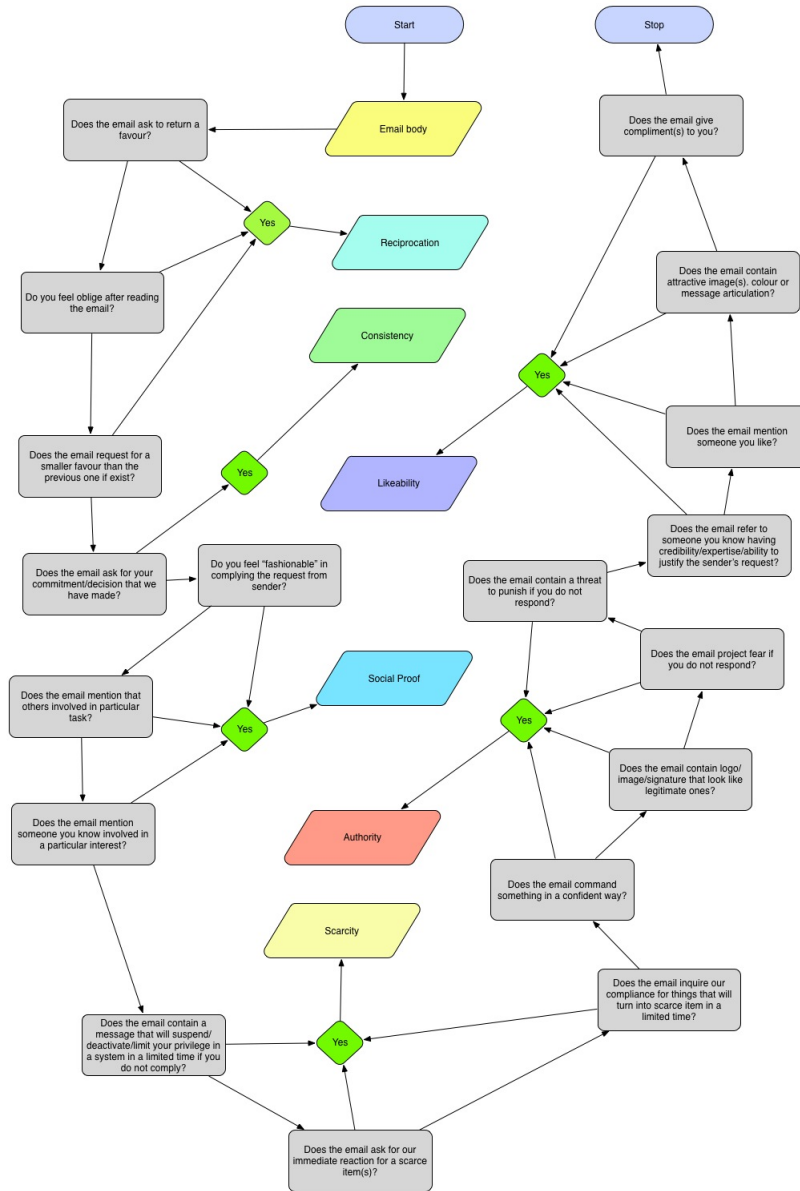 Start
Stop
Email body
Does the email ask to return a
favour?
Does the email give
compliment(s) to you?
Yes
Reciprocation
Do you feel oblige after reading
the email?
Does the email contain
attractive image(s). colour or
message articulation?
Consistency
Yes
Does the email mention
someone you like?
Does the email request for a
smaller favour than the
previous one if exist?
Yes
Likeability
Does the email refer to
someone you know having
credibility/expertise/ability to
justify the sender's request?
Does the email ask for your
commitment/decision that we
have made?
Do you feel "fashionable" in
complying the request from
sender?
Does the email contain a threat
to punish if you do not
respond?
Does the email project fear if
you do not respond?
Social Proof
Does the email mention that
others involved in particular
task?
Yes
Yes
Does the email contain logo/
image/signature that look like
legitimate ones?
Does the email mention
someone you know involved in
a particular interest?
Authority
Does the email command
something in a confident way?
Scarcity
Does the email inquire our
compliance for things that will
turn into scarce item in a
limited time?
Does the email contain a
message that will suspend/
deactivate/limit your privilege in
a system in a limited time if you
do not comply?
Yes
Does the email ask for our
immediate reaction for a scarce
item(s)?